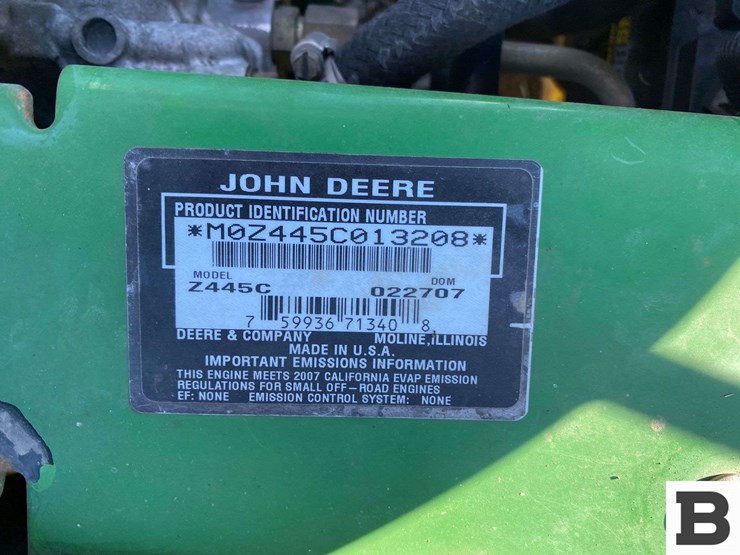 JOHN DEERE
PRODUCT IDENTIFICATION NUMBER
*M0Z445C013208*
MODEL DOM
Z445C 022707
7 59936 71340 8
DEERE & COMPANY MOLINE, ILLINOIS
MADE IN U.S.A.
IMPORTANT EMISSIONS INFORMATION
THIS ENGINE MEETS 2007 CALIFORNIA EVAP EMISSION
REGULATIONS FOR SMALL OFF-ROAD ENGINES
EF: NONE EMISSION CONTROL SYSTEM: NONE
B